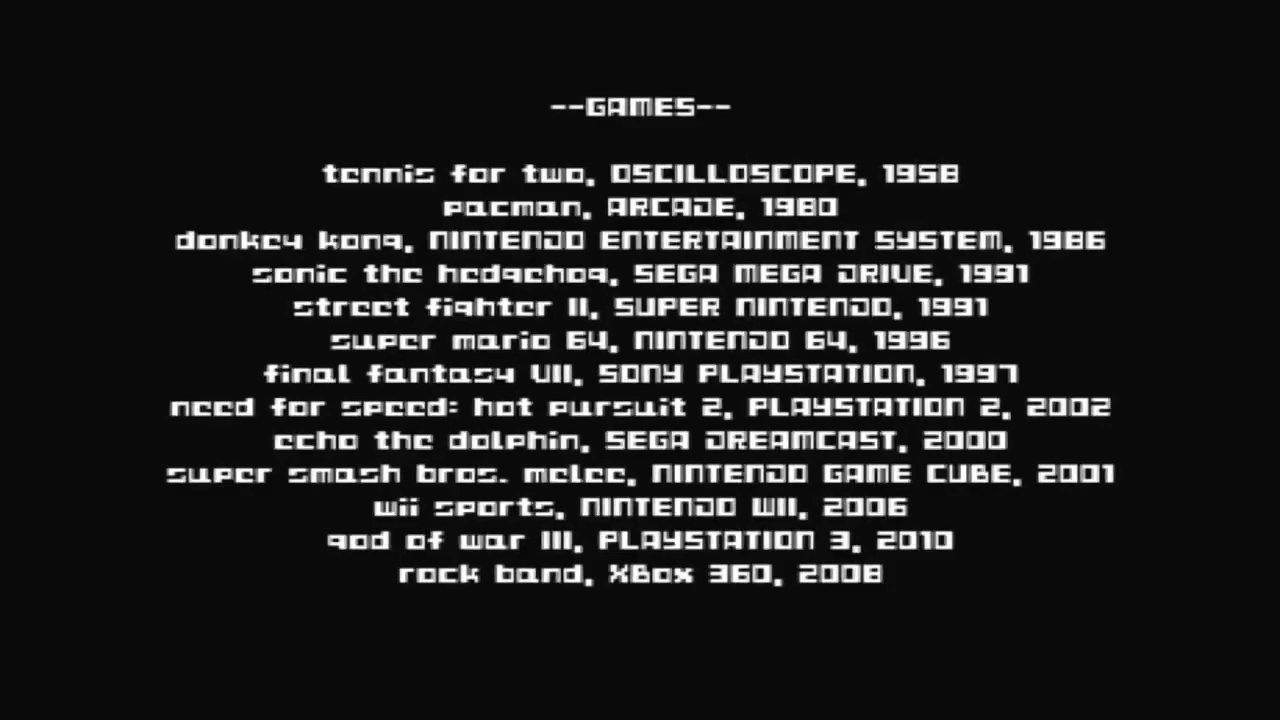 --GAMES--
tennis for two, OSCILLOSCOPE, 1958
pacman, ARCADE, 1980
donkey kong, NINTENDO ENTERTAINMENT SYSTEM, 1986
sonic the hedgehog, SEGA MEGA DRIVE, 1991
street fighter II, SUPER NINTENDO, 1991
super mario 64, NINTENDO 64, 1996
final fantasy VII, SONY PLAYSTATION, 1997
need for speed: hot pursuit 2, PLAYSTATION 2, 2002
echo the dolphin, SEGA DREAMCAST, 2000
super smash bros. melee, NINTENDO GAME CUBE, 2001
wii sports, NINTENDO WII, 2006
god of war III, PLAYSTATION 3, 2010
rock band, XBox 360, 2008